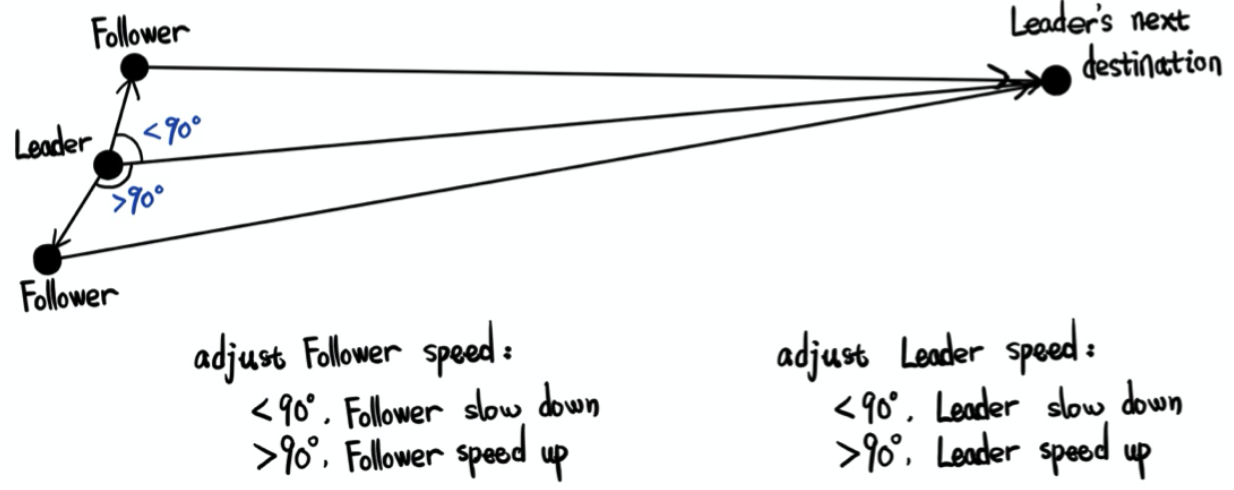 Follower
Leader's next
destination
Leader
<90°
>90°
Follower
adjust Follower speed:
<90°. Follower slow down
>90°. Follower speed up
adjust Leader speed:
<90°. Leader slow down
>90°. Leader speed up